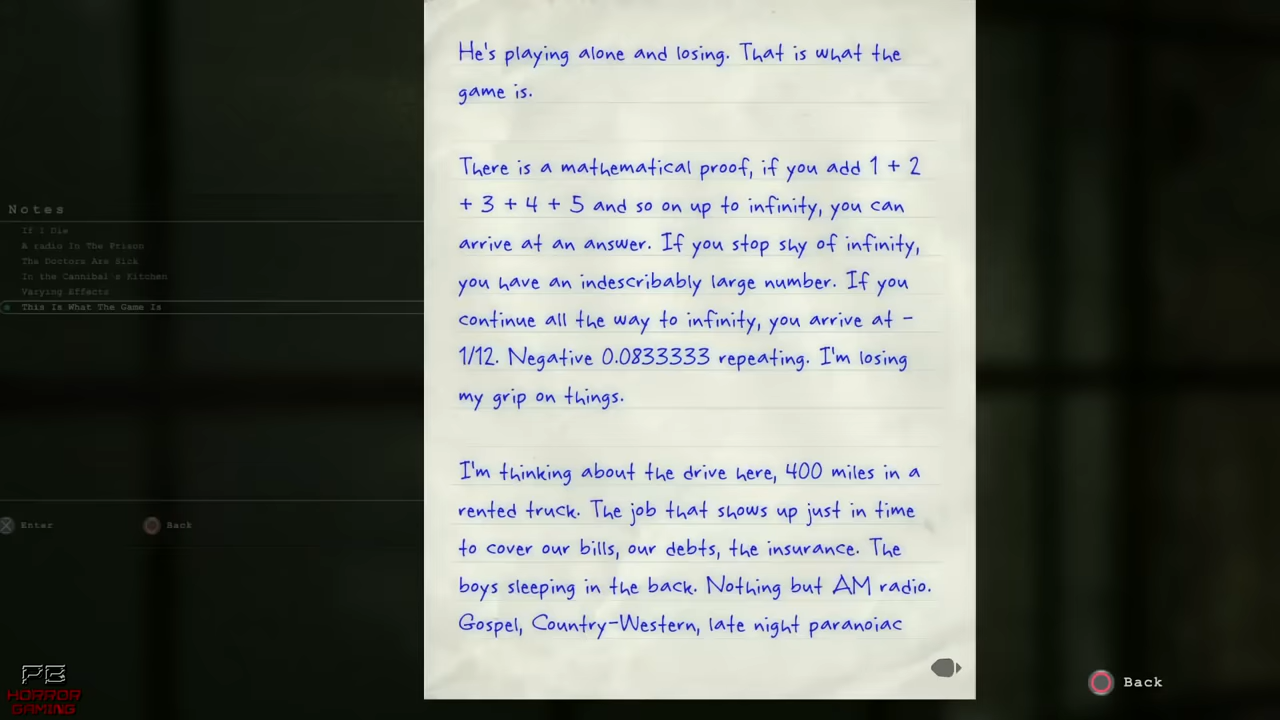 He's playing alone and losing. That is what the
game is.
There is a mathematical proof, if you add 1 + 2
+ 3 + 4 + 5 and so on up to infinity, you can
arrive at an answer. If you stop shy of infinity,
you have an indescribably large number. If you
continue all the way to infinity, you arrive at -
1/12. Negative 0.0833333 repeating. I'm losing
my grip on things.
I'm thinking about the drive here, 400 miles in a
rented truck. The job that shows up just in time
to cover our bills, our debts, the insurance. The
boys sleeping in the back. Nothing but AM radio.
Gospel, Country-Western, late night paranoiac
Notes
If I Die
A radio In The Prison
The Doctors Are Sick
In the Cannibal s Kitchen
Varying Effects
This Is What The Game Is
Enter
Back
PB
HORROR
GAMING
Back